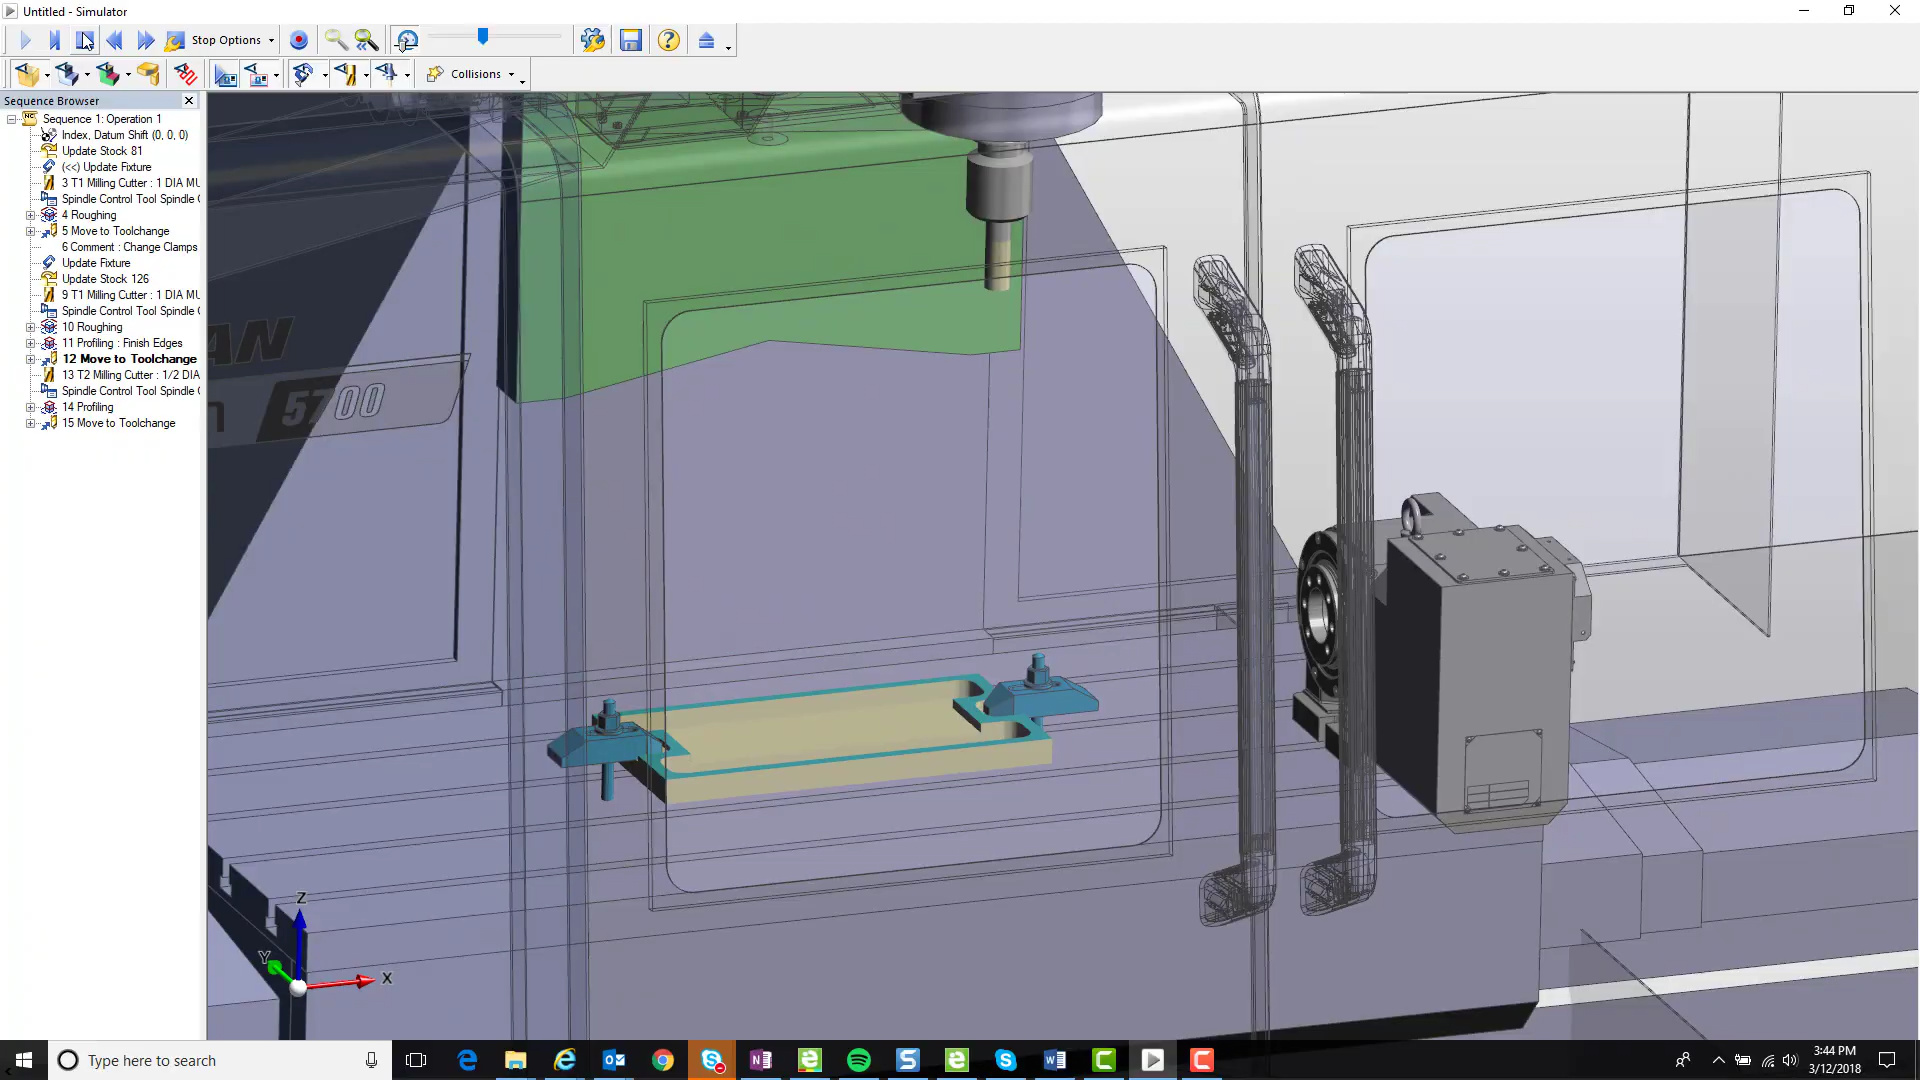 Untitled - Simulator
Stop Options
Collisions
Sequence Browser
Sequence 1: Operation 1
Index, Datum Shift (0, 0, 0)
Update Stock 81
(<<) Update Fixture
3 T1 Milling Cutter : 1 DIA MU
Spindle Control Tool Spindle C
4 Roughing
5 Move to Toolchange
6 Comment : Change Clamps
Update Fixture
Update Stock 126
9 T1 Milling Cutter : 1 DIA MU
Spindle Control Tool Spindle C
10 Roughing
11 Profiling : Finish Edges
12 Move to Toolchange
13 T2 Milling Cutter : 1/2 DIA
Spindle Control Tool Spindle C
14 Profiling
15 Move to Toolchange
AN
n 5700
Z
Y
X
Type here to search
3:44 PM
3/12/2018